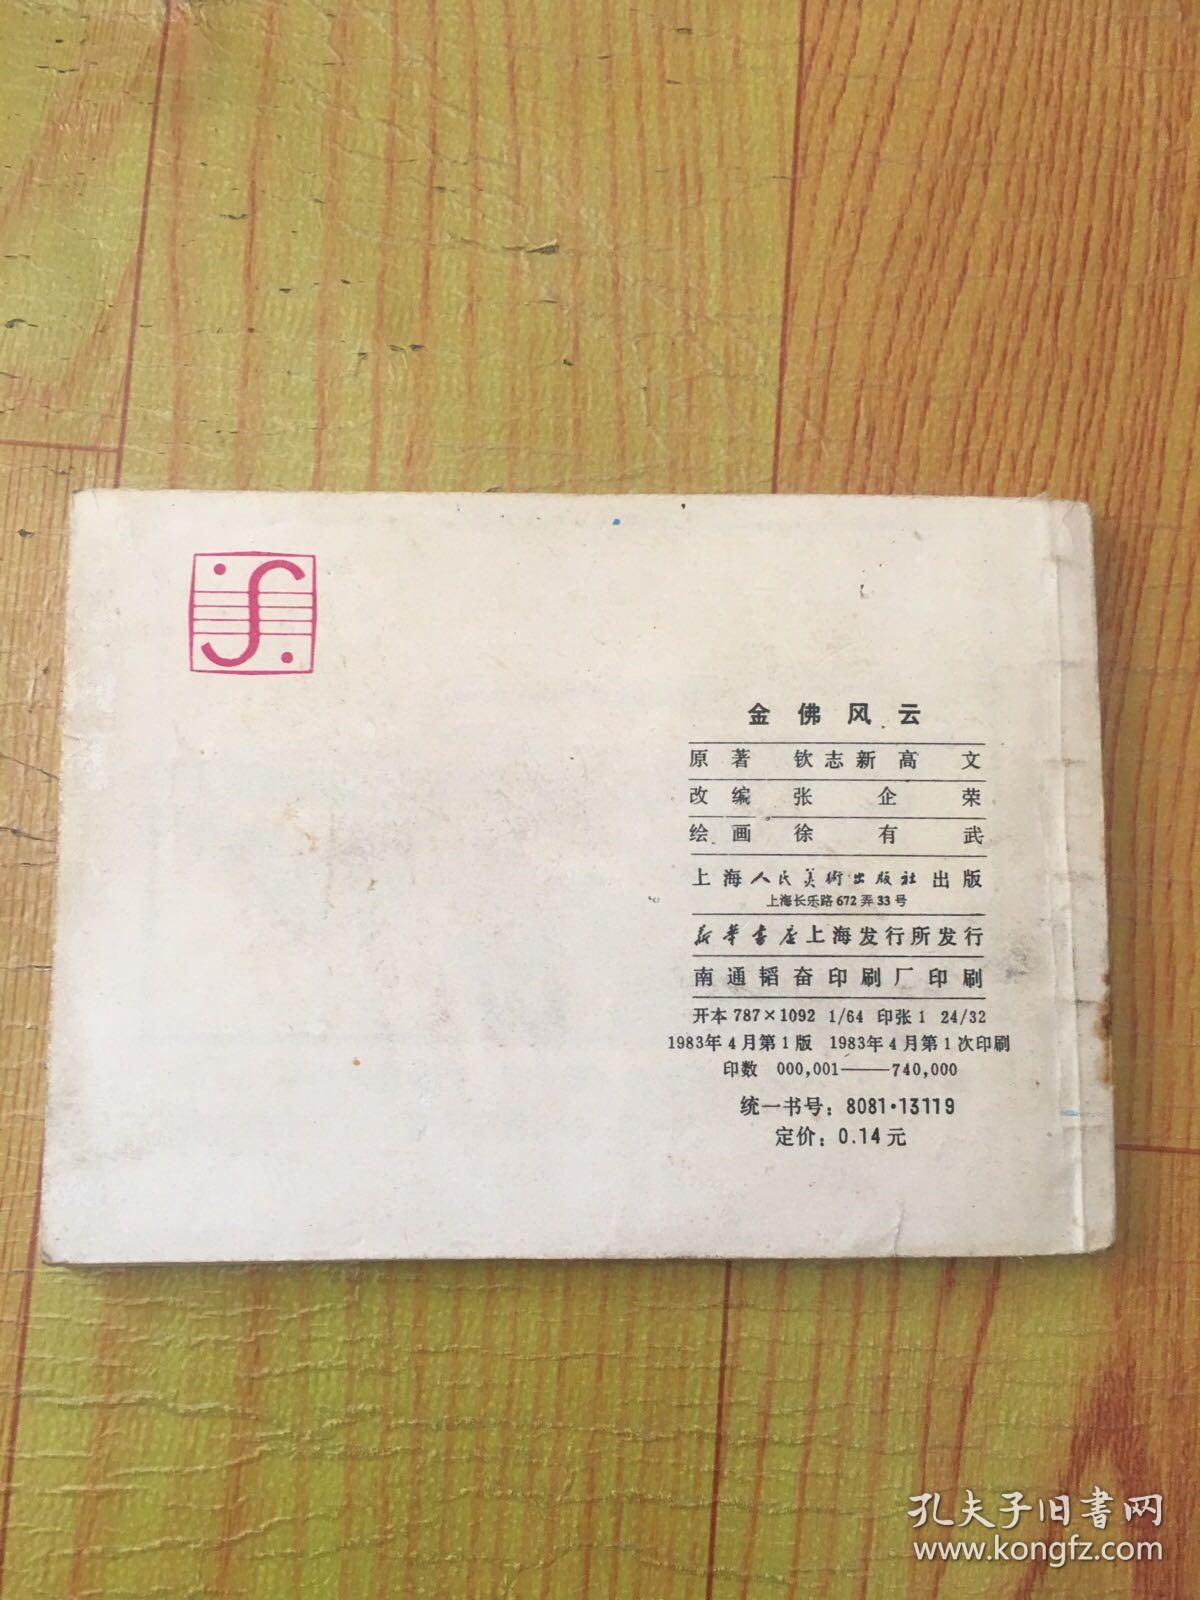 金佛风云
原著 钦志新 高文
改编 张企荣
绘画 徐有武
上海人民美術出版社出版
上海长乐路672弄33号
新华书店上海发行所发行
南通韬奋印刷厂印刷
开本 787×1092 1/64 印张 1 24/32
1983年4月第1版 1983年4月第1次印刷
印数 000,001——740,000
统一书号：8081·13119
定价：0.14元
孔夫子旧書网
www.kongfz.com